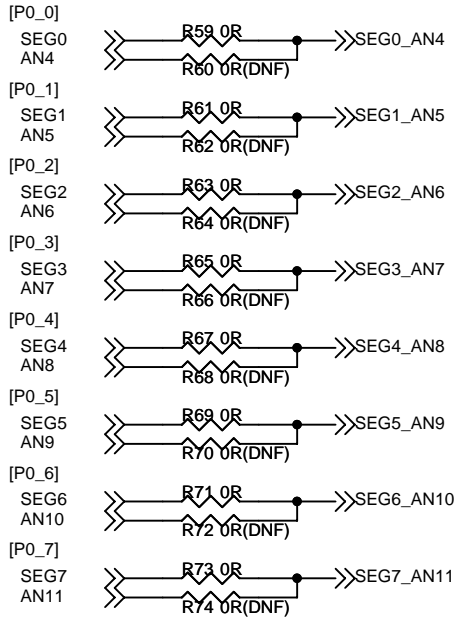 [P0_0]
SEG0 R59 0R SEG0_AN4
AN4 R60 0R(DNF)
[P0_1]
SEG1 R61 0R SEG1_AN5
AN5 R62 0R(DNF)
[P0_2]
SEG2 R63 0R SEG2_AN6
AN6 R64 0R(DNF)
[P0_3]
SEG3 R65 0R SEG3_AN7
AN7 R66 0R(DNF)
[P0_4]
SEG4 R67 0R SEG4_AN8
AN8 R68 0R(DNF)
[P0_5]
SEG5 R69 0R SEG5_AN9
AN9 R70 0R(DNF)
[P0_6]
SEG6 R71 0R SEG6_AN10
AN10 R72 0R(DNF)
[P0_7]
SEG7 R73 0R SEG7_AN11
AN11 R74 0R(DNF)